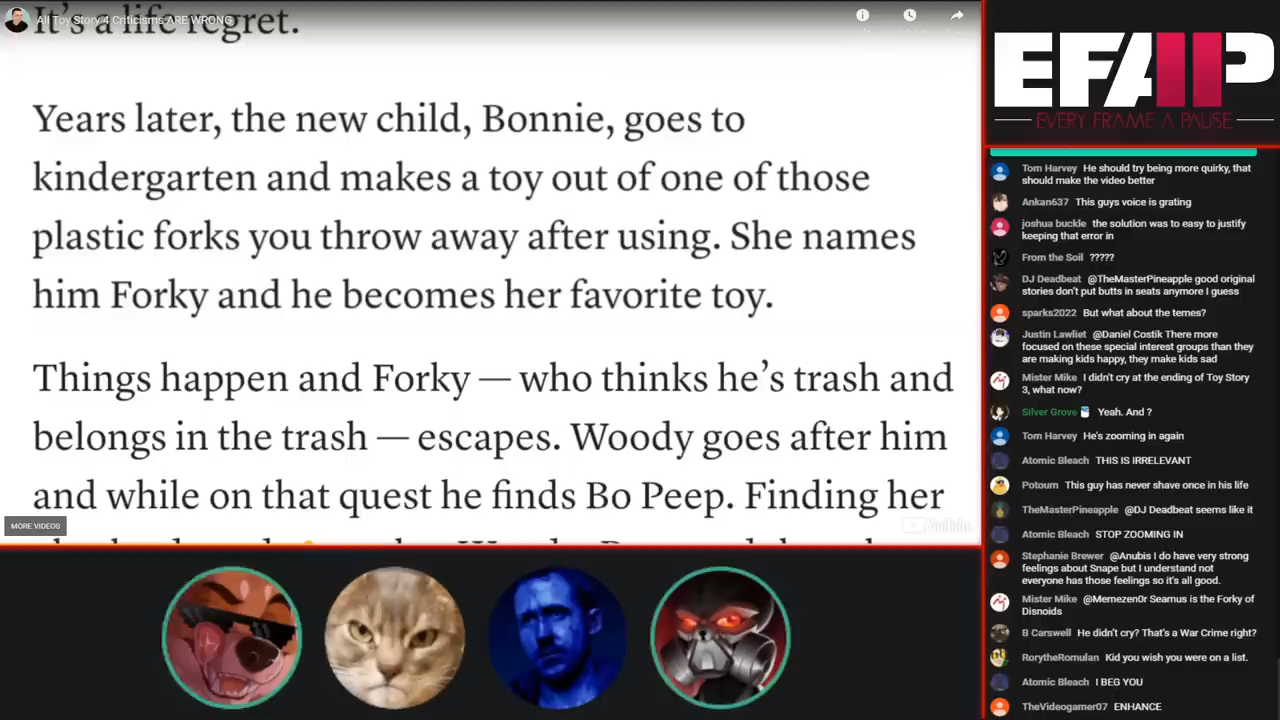 All Toy Story 4 Criticisms ARE WRONG
It's a life regret.
Years later, the new child, Bonnie, goes to
kindergarten and makes a toy out of one of those
plastic forks you throw away after using. She names
him Forky and he becomes her favorite toy.
Things happen and Forky — who thinks he's trash and
belongs in the trash — escapes. Woody goes after him
and while on that quest he finds Bo Peep. Finding her
MORE VIDEOS
YouTube
EFAP
EVERY FRAME A PAUSE
Tom Harvey He should try being more quirky, that
should make the video better
Ankan637 This guys voice is grating
joshua buckle the solution was to easy to justify
keeping that error in
From the Soil ?????
DJ Deadbeat @TheMasterPineapple good original
stories don't put butts in seats anymore I guess
sparks2022 But what about the temes?
Justin Lawliet @Daniel Costik There more
focused on these special interest groups than they
are making kids happy, they make kids sad
Mister Mike I didn't cry at the ending of Toy Story
3, what now?
Silver Grove Yeah. And ?
Tom Harvey He's zooming in again
Atomic Bleach THIS IS IRRELEVANT
Potoum This guy has never shave once in his life
TheMasterPineapple @DJ Deadbeat seems like it
Atomic Bleach STOP ZOOMING IN
Stephanie Brewer @Anubis I do have very strong
feelings about Snape but I understand not
everyone has those feelings so it's all good.
Mister Mike @Memezen0r Seamus is the Forky of
Disnoids
B Carswell He didn't cry? That's a War Crime right?
RorytheRomulan Kid you wish you were on a list.
Atomic Bleach I BEG YOU
TheVideogamer07 ENHANCE